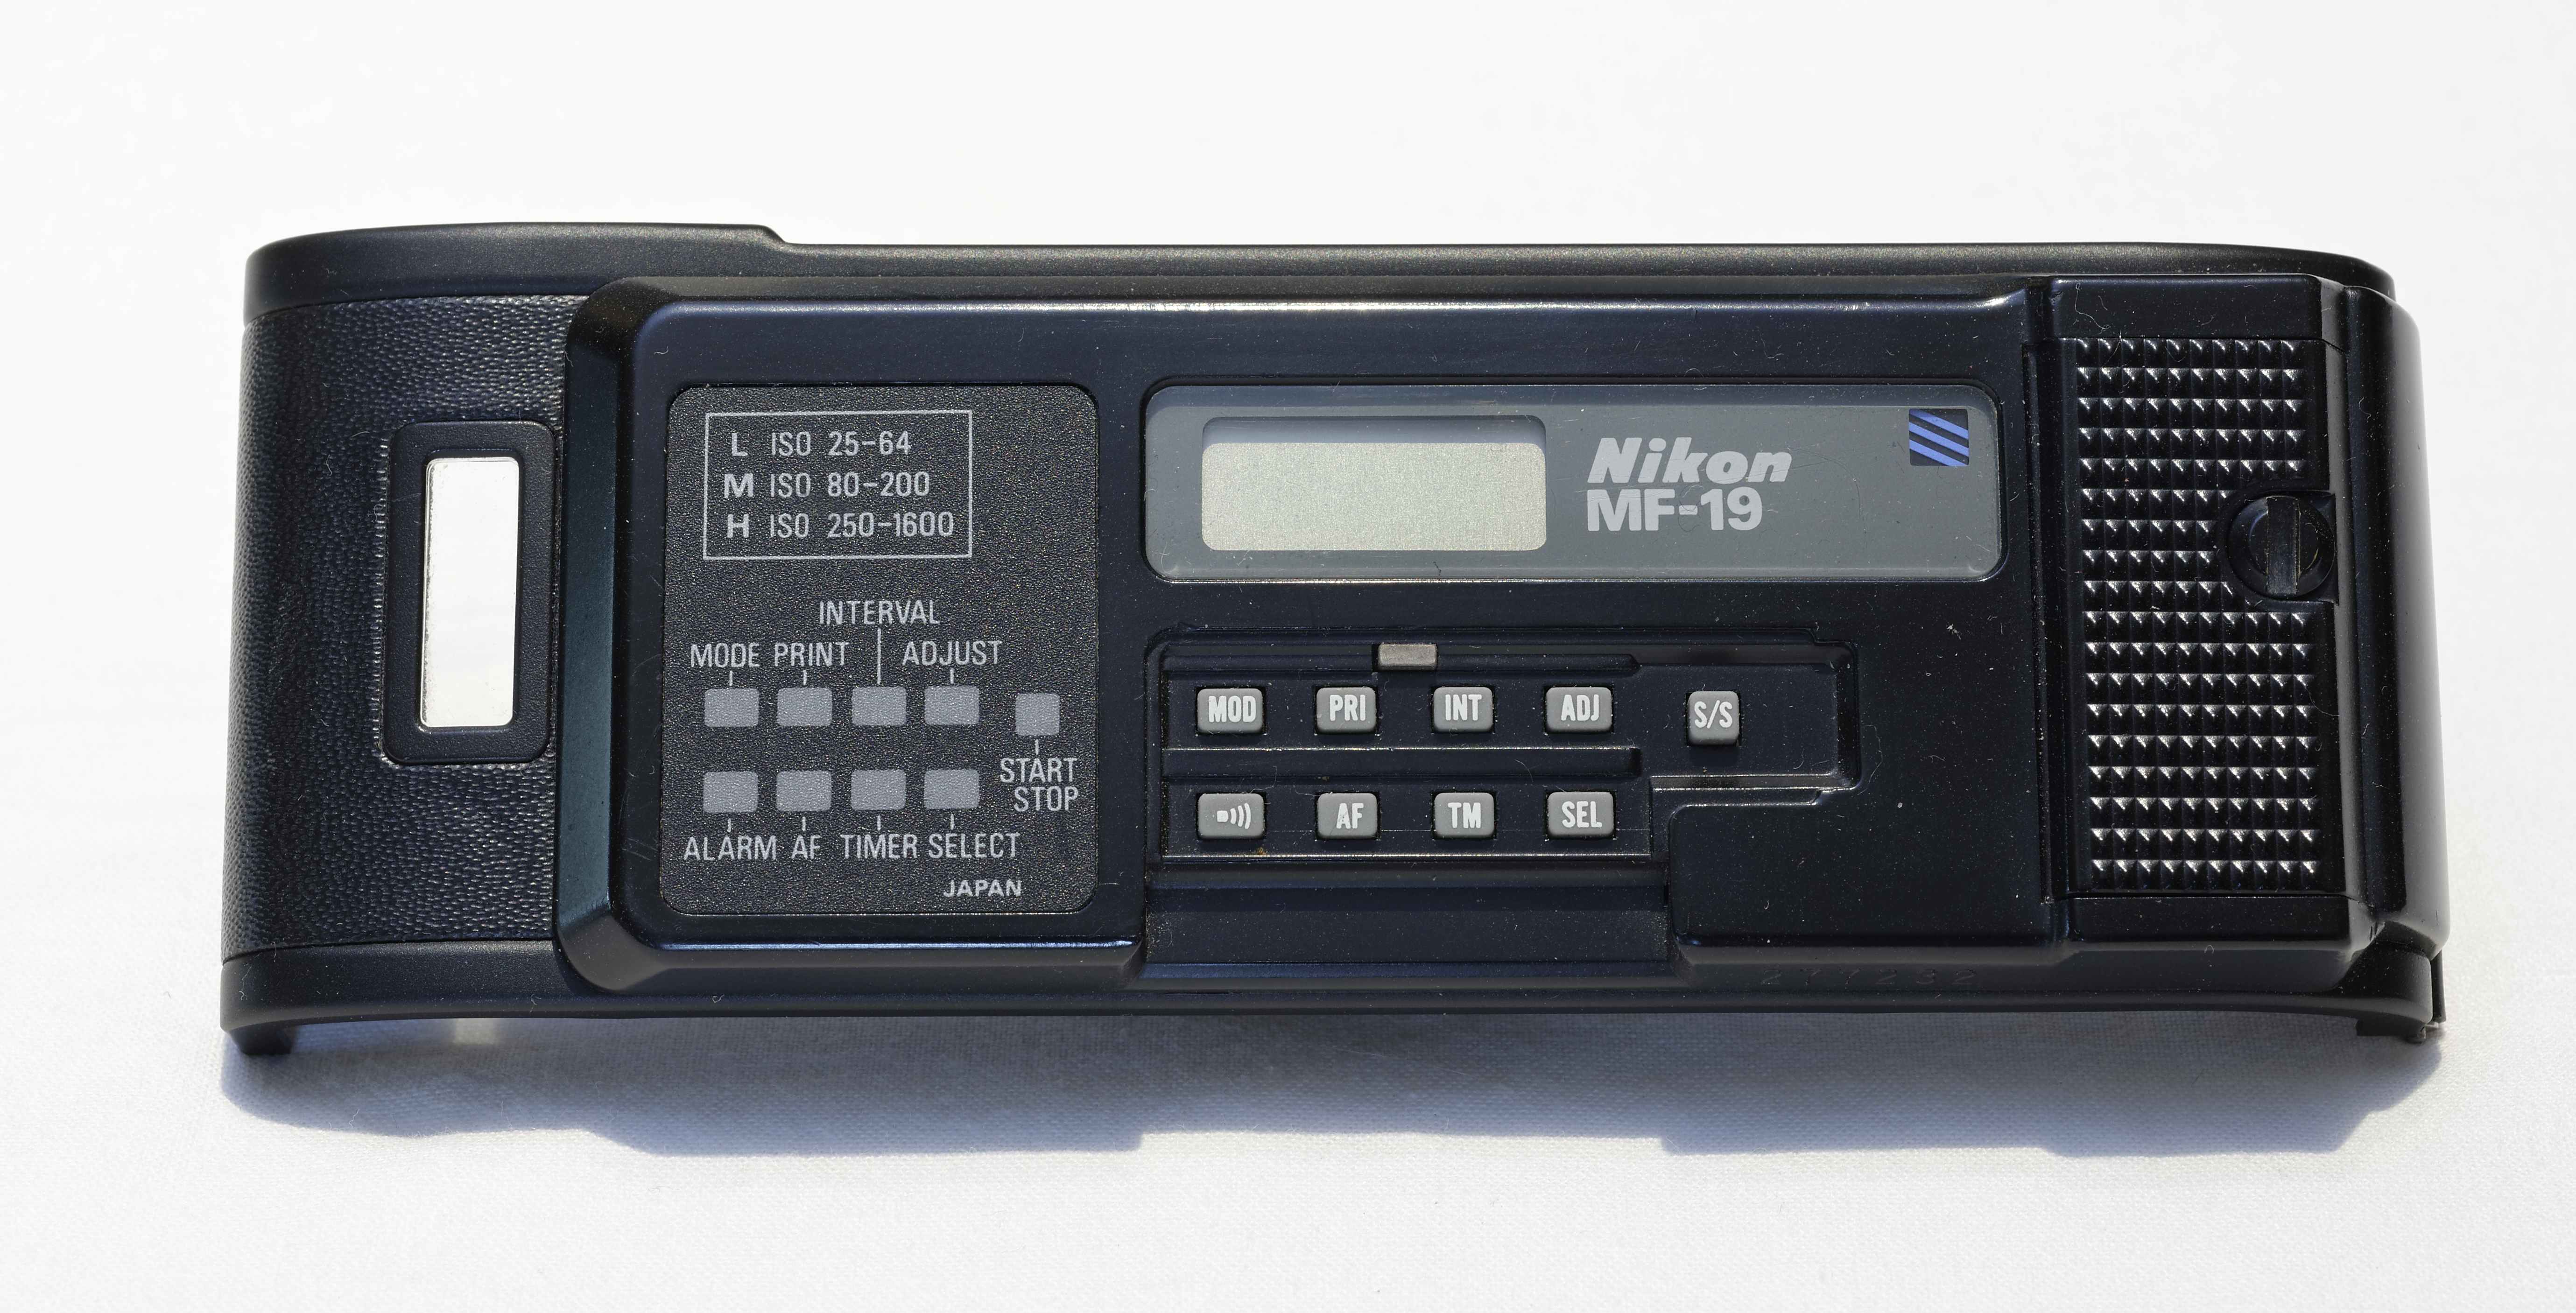 L ISO 25-64
M ISO 80-200
H ISO 250-1600
INTERVAL
MODE PRINT ADJUST
START
STOP
ALARM AF TIMER SELECT
JAPAN
Nikon
MF-19
MOD PRI INT ADJ S/S
AF TM SEL